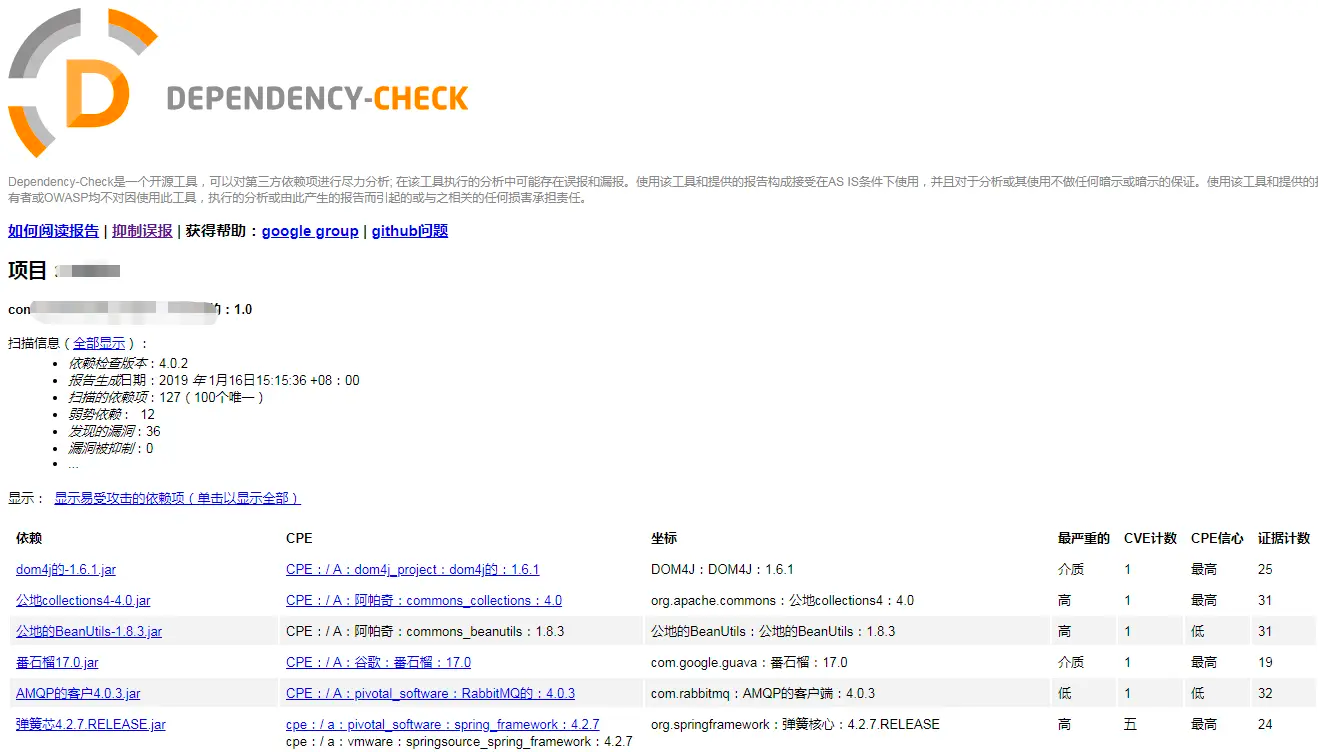 DEPENDENCY-CHECK
Dependency-Check是一个开源工具，可以对第三方依赖项进行尽力分析; 在该工具执行的分析中可能存在误报和漏报。使用该工具和提供的报告构成接受在AS IS条件下使用，并且对于分析或其使用不做任何暗示或暗示的保证。使用该工具和提供的
有者或OWASP均不对因使用此工具，执行的分析或由此产生的报告而引起的或与之相关的任何损害承担责任。
如何阅读报告 | 抑制误报 | 获得帮助：google group | github问题
项目
：1.0
扫描信息（全部显示）：
依赖检查版本：4.0.2
报告生成日期：2019 年 1月16日15:15:36 +08：00
扫描的依赖项：127（100个唯一）
弱势依赖： 12
发现的漏洞：36
漏洞被抑制：0
...
显示： 显示易受攻击的依赖项（单击以显示全部）
依赖 CPE 坐标 最严重的 CVE计数 CPE信心 证据计数
dom4j的-1.6.1.jar CPE：/ A：dom4j_project：dom4j的：1.6.1 DOM4J：DOM4J：1.6.1 介质 1 最高 25
公地collections4-4.0.jar CPE：/ A：阿帕奇：commons_collections：4.0 org.apache.commons：公地collections4：4.0 高 1 最高 31
公地的BeanUtils-1.8.3.jar CPE：/ A：阿帕奇：commons_beanutils：1.8.3 公地的BeanUtils：公地的BeanUtils：1.8.3 高 1 低 31
番石榴17.0.jar CPE：/ A：谷歌：番石榴：17.0 com.google.guava：番石榴：17.0 介质 1 最高 19
AMQP的客户4.0.3.jar CPE：/ A：pivotal_software：RabbitMQ的：4.0.3 com.rabbitmq：AMQP的客户端：4.0.3 低 1 低 32
弹簧芯4.2.7.RELEASE.jar cpe：/ a：pivotal_software：spring_framework：4.2.7 org.springframework：弹簧核心：4.2.7.RELEASE 高 五 最高 24
cpe：/ a：vmware：springsource_spring_framework：4.2.7